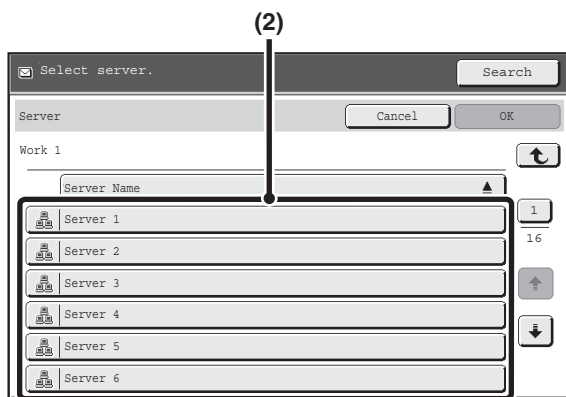 (2)
Select server.
Search
Server
Cancel
OK
Work 1
Server Name
Server 1
1
16
Server 2
Server 3
Server 4
Server 5
Server 6